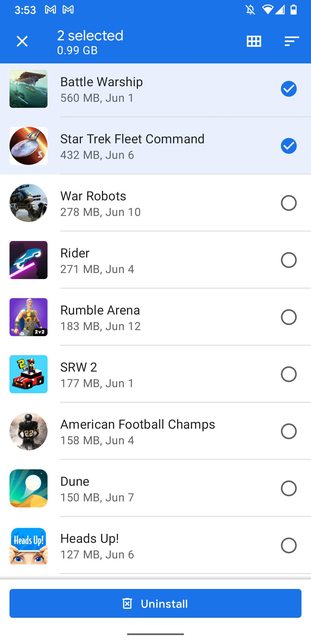 3:53
2 selected
0.99 GB
Battle Warship
560 MB, Jun 1
Star Trek Fleet Command
432 MB, Jun 6
War Robots
278 MB, Jun 10
Rider
271 MB, Jun 4
Rumble Arena
183 MB, Jun 12
2v2
SRW 2
177 MB, Jun 1
American Football Champs
158 MB, Jun 4
Dune
150 MB, Jun 7
Heads Up!
Heads Up!
127 MB, Jun 6
Uninstall